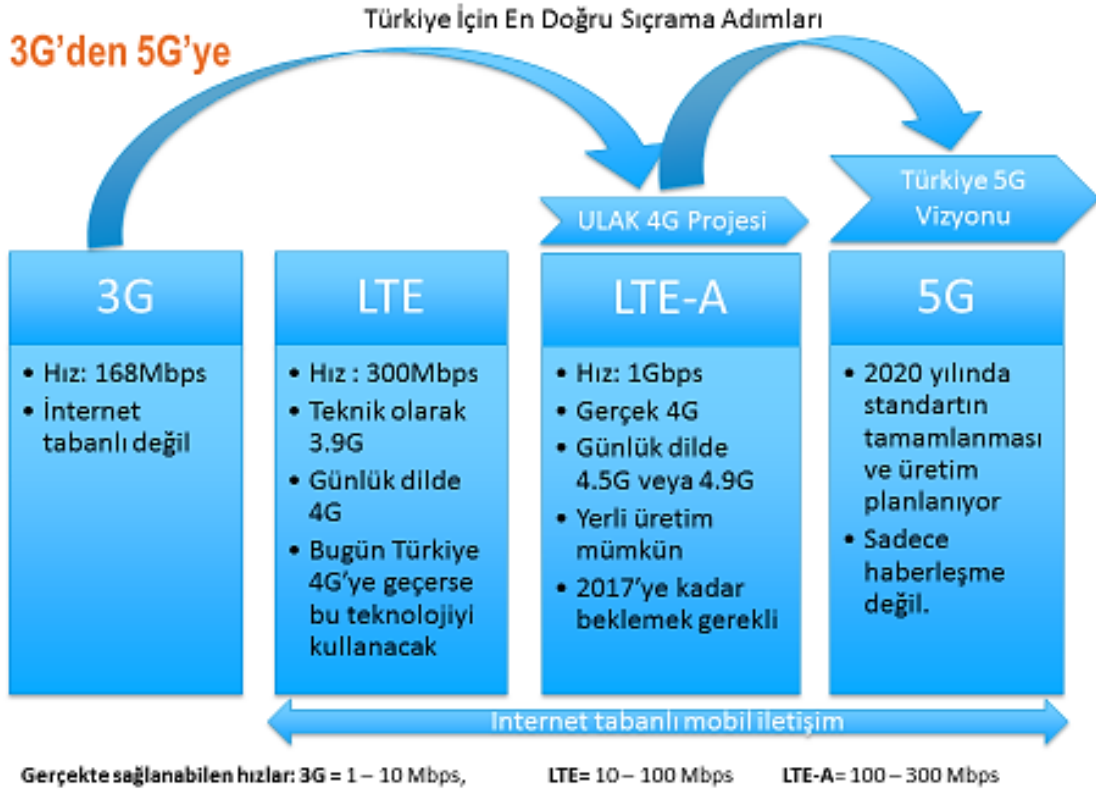 Türkiye İçin En Doğru Sıçrama Adımları
3G'den 5G'ye
ULAK 4G Projesi
Türkiye 5G
Vizyonu
3G
• Hız: 168Mbps
• İnternet
tabanlı değil
LTE
• Hız : 300Mbps
• Teknik olarak
3.9G
• Günlük dilde
4G
• Bugün Türkiye
4G'ye geçerse
bu teknolojiyi
kullanacak
LTE-A
• Hız: 1Gbps
• Gerçek 4G
• Günlük dilde
4.5G veya 4.9G
• Yerli üretim
mümkün
• 2017'ye kadar
beklemek gerekli
5G
• 2020 yılında
standartın
tamamlanması
ve üretim
planlanıyor
• Sadece
haberleşme
değil.
Internet tabanlı mobil iletişim
Gerçekte sağlanabilen hızlar: 3G = 1 – 10 Mbps, LTE= 10 – 100 Mbps LTE-A= 100 – 300 Mbps